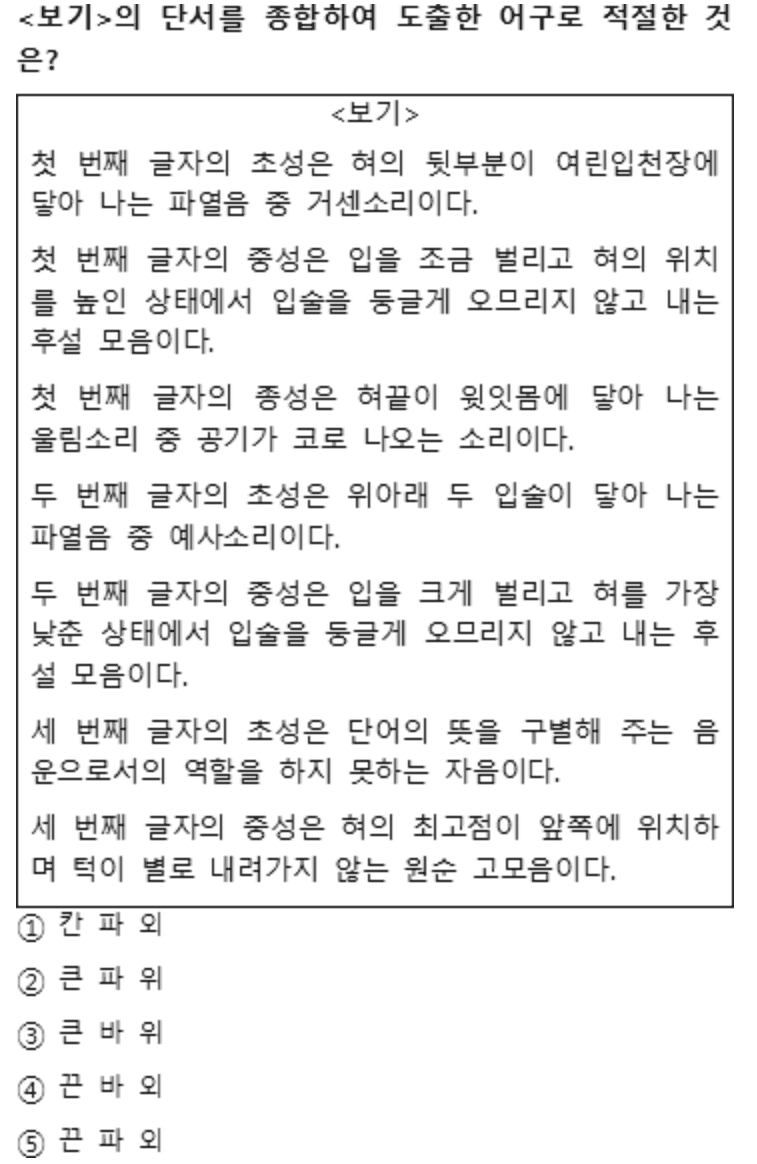 <보기>의 단서를 종합하여 도출한 어구로 적절한 것
은?
<보기>
첫 번째 글자의 초성은 혀의 뒷부분이 여린입천장에
닿아 나는 파열음 중 거센소리이다.
첫 번째 글자의 중성은 입을 조금 벌리고 혀의 위치
를 높인 상태에서 입술을 둥글게 오므리지 않고 내는
후설 모음이다.
첫 번째 글자의 종성은 혀끝이 윗잇몸에 닿아 나는
울림소리 중 공기가 코로 나오는 소리이다.
두 번째 글자의 초성은 위아래 두 입술이 닿아 나는
파열음 중 예사소리이다.
두 번째 글자의 중성은 입을 크게 벌리고 혀를 가장
낮춘 상태에서 입술을 둥글게 오므리지 않고 내는 후
설 모음이다.
세 번째 글자의 초성은 단어의 뜻을 구별해 주는 음
운으로서의 역할을 하지 못하는 자음이다.
세 번째 글자의 중성은 혀의 최고점이 앞쪽에 위치하
며 턱이 별로 내려가지 않는 원순 고모음이다.
① 칸 파 외
② 큰 파 위
③ 큰 바 위
④ 끈 바 외
⑤ 끈 파 외